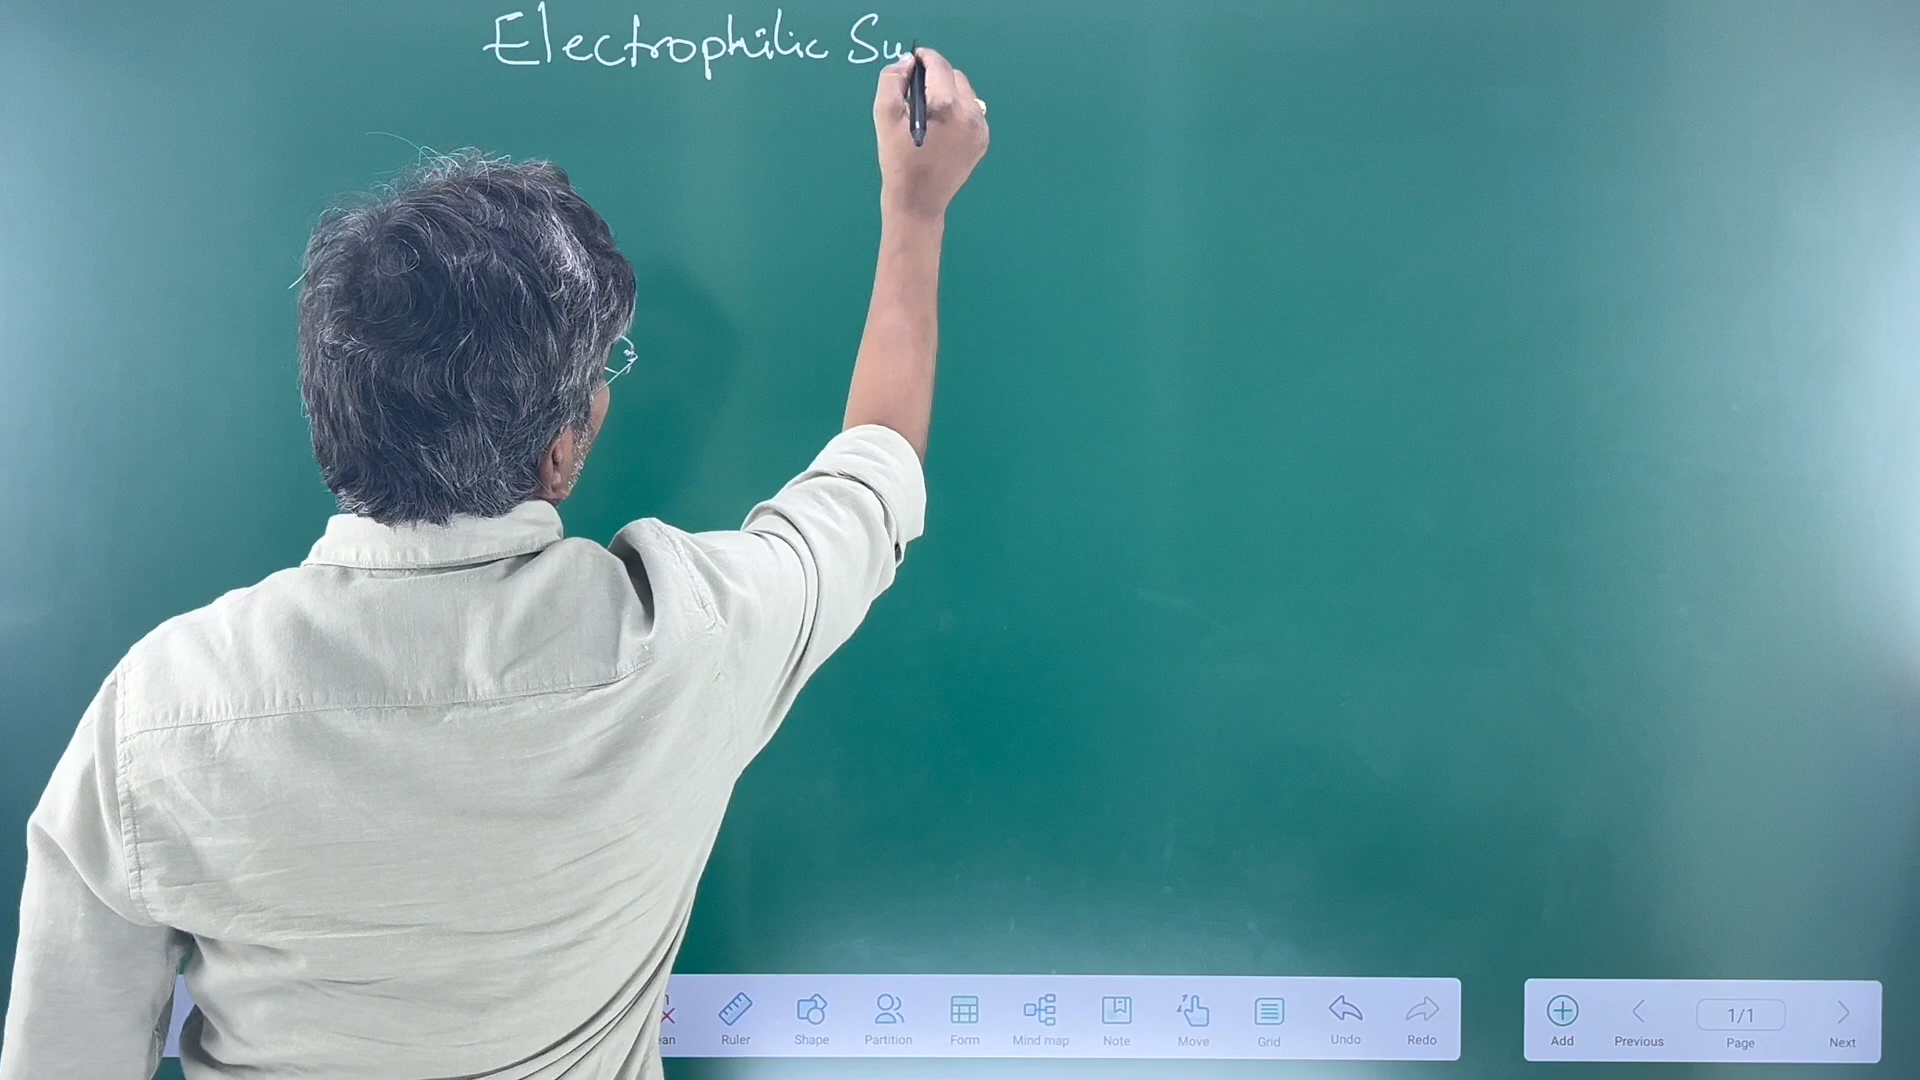 Electrophilic Su
Ruler Shape Partition Form Mind map Note Move Grid Undo Redo
Add Previous 1/1 Page Next